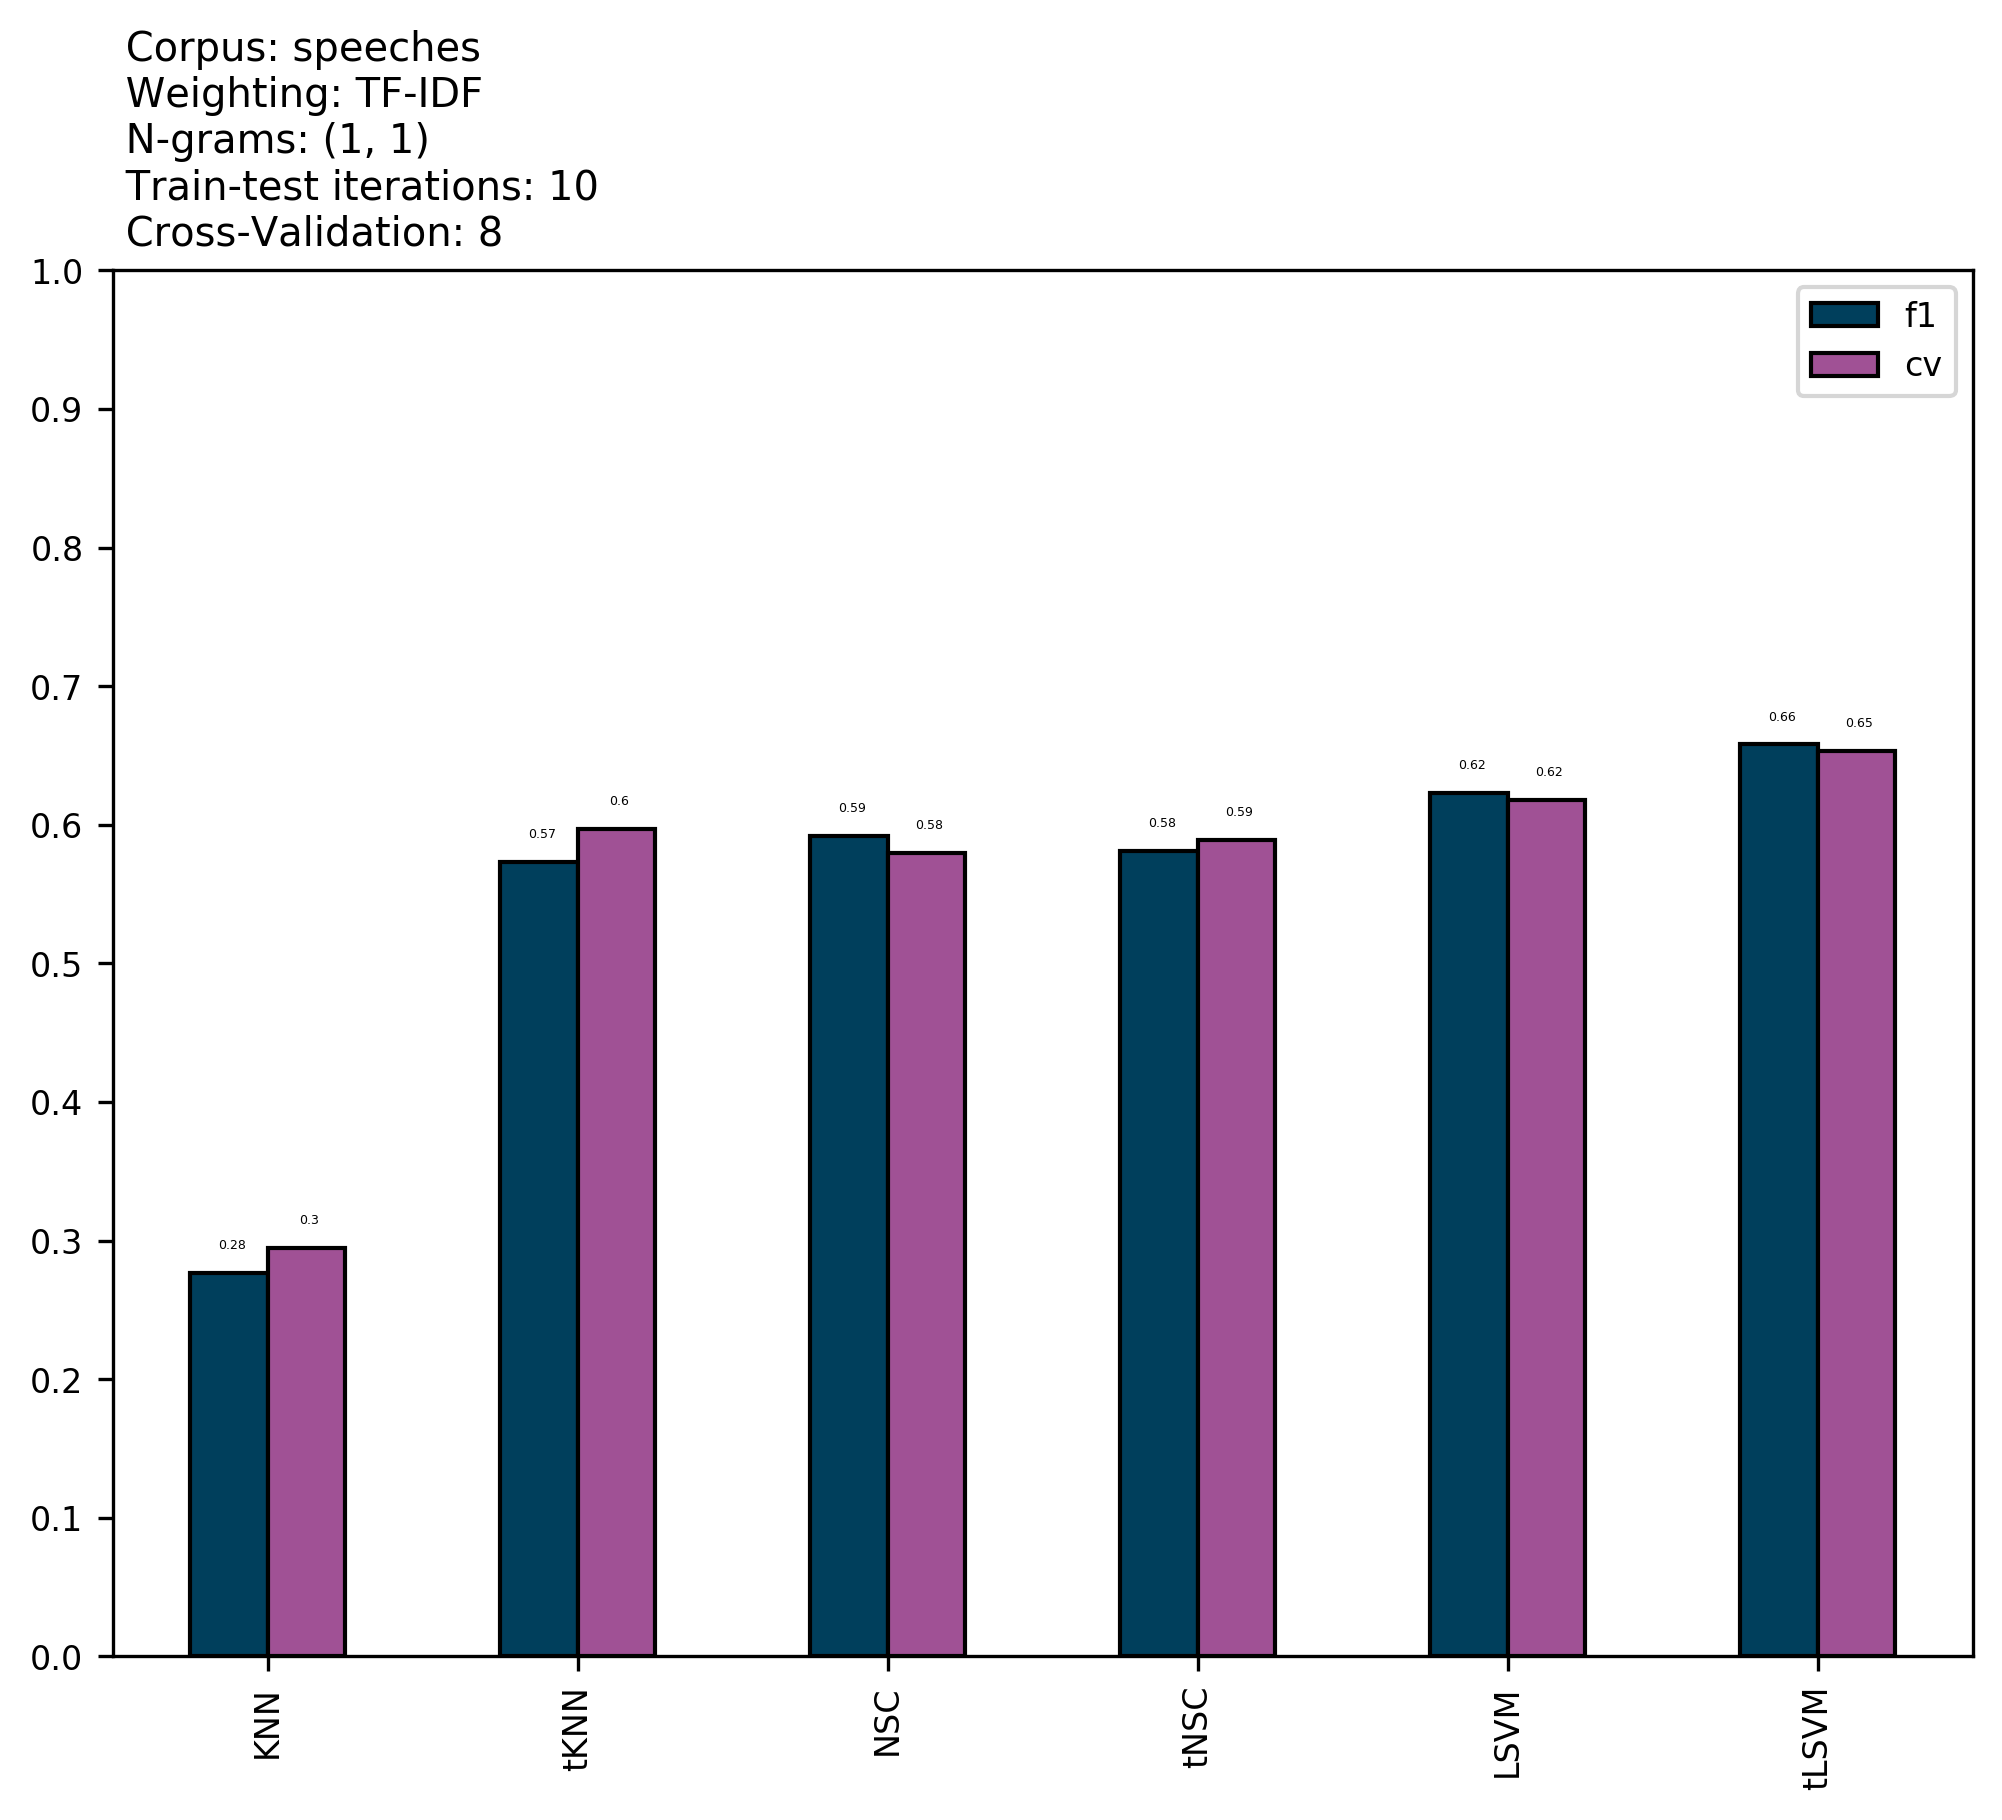 Corpus: speeches
Weighting: TF-IDF
N-grams: (1, 1)
Train-test iterations: 10
Cross-Validation: 8
1.0
f1
cv
0.9
0.8
0.7
0.66
0.65
0.62
0.62
0.6
0.6
0.57
0.59
0.58
0.58
0.59
0.5
0.4
0.3
0.28
0.3
0.2
0.1
0.0
KNN
tKNN
NSC
tNSC
LSVM
tLSVM